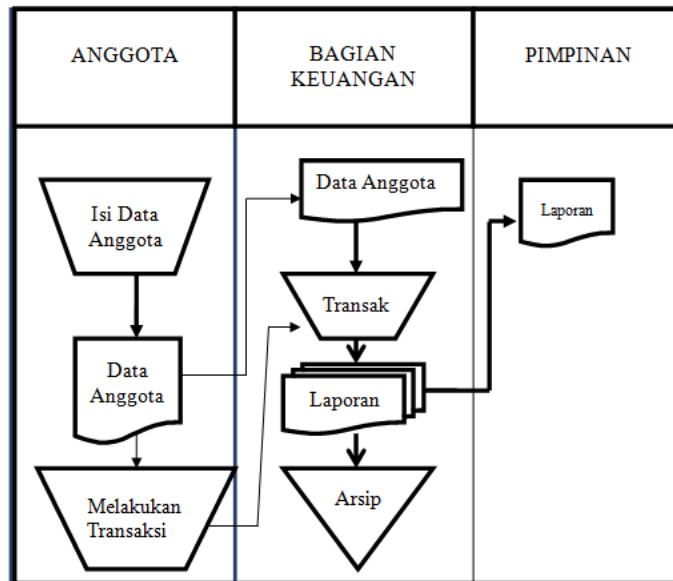 ANGGOTA
BAGIAN
KEUANGAN
PIMPINAN
Isi Data
Anggota
Data
Anggota
Melakukan
Transaksi
Data Anggota
Transak
Laporan
Arsip
Laporan